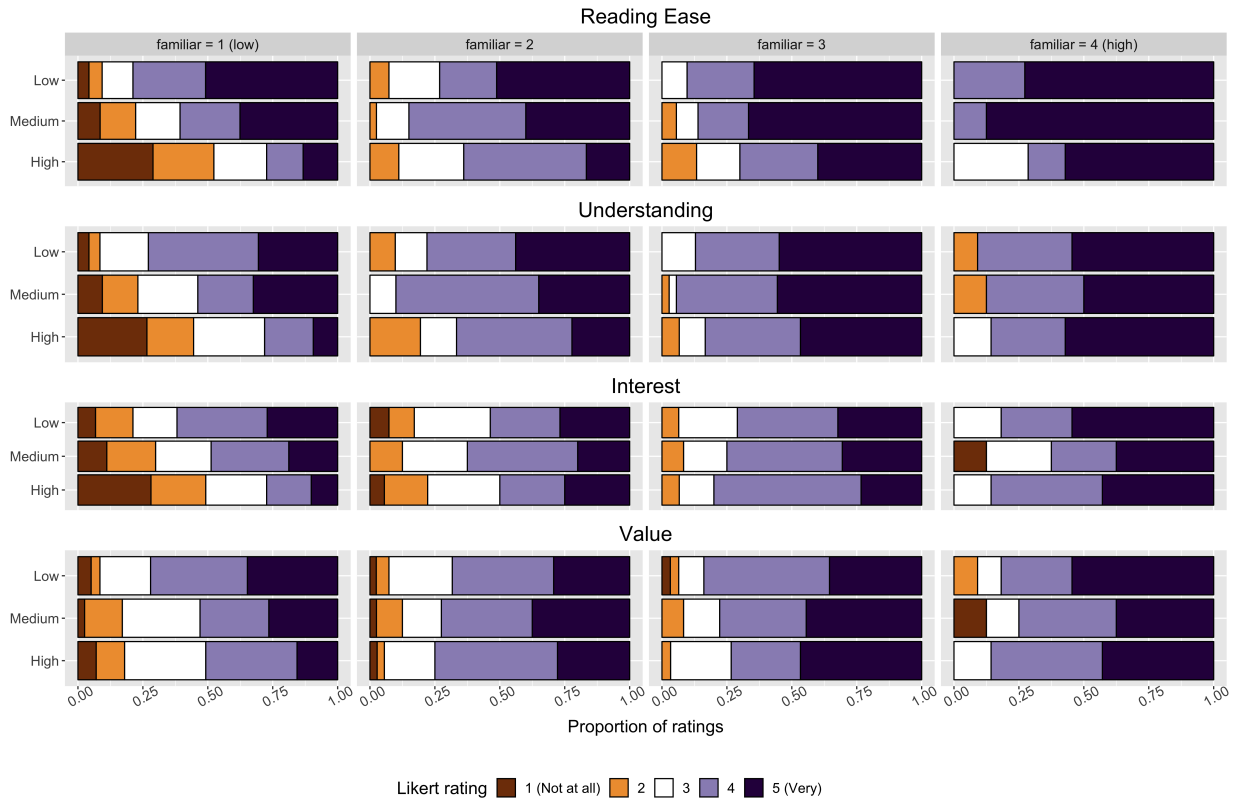 Reading Ease
familiar = 1 (low) familiar = 2 familiar = 3 familiar = 4 (high)
Low
Medium
High
Understanding
Low
Medium
High
Interest
Low
Medium
High
Value
Low
Medium
High
0.00 0.25 0.50 0.75 1.00 0.00 0.25 0.50 0.75 1.00 0.00 0.25 0.50 0.75 1.00 0.00 0.25 0.50 0.75 1.00
Proportion of ratings
Likert rating 1 (Not at all) 2 3 4 5 (Very)